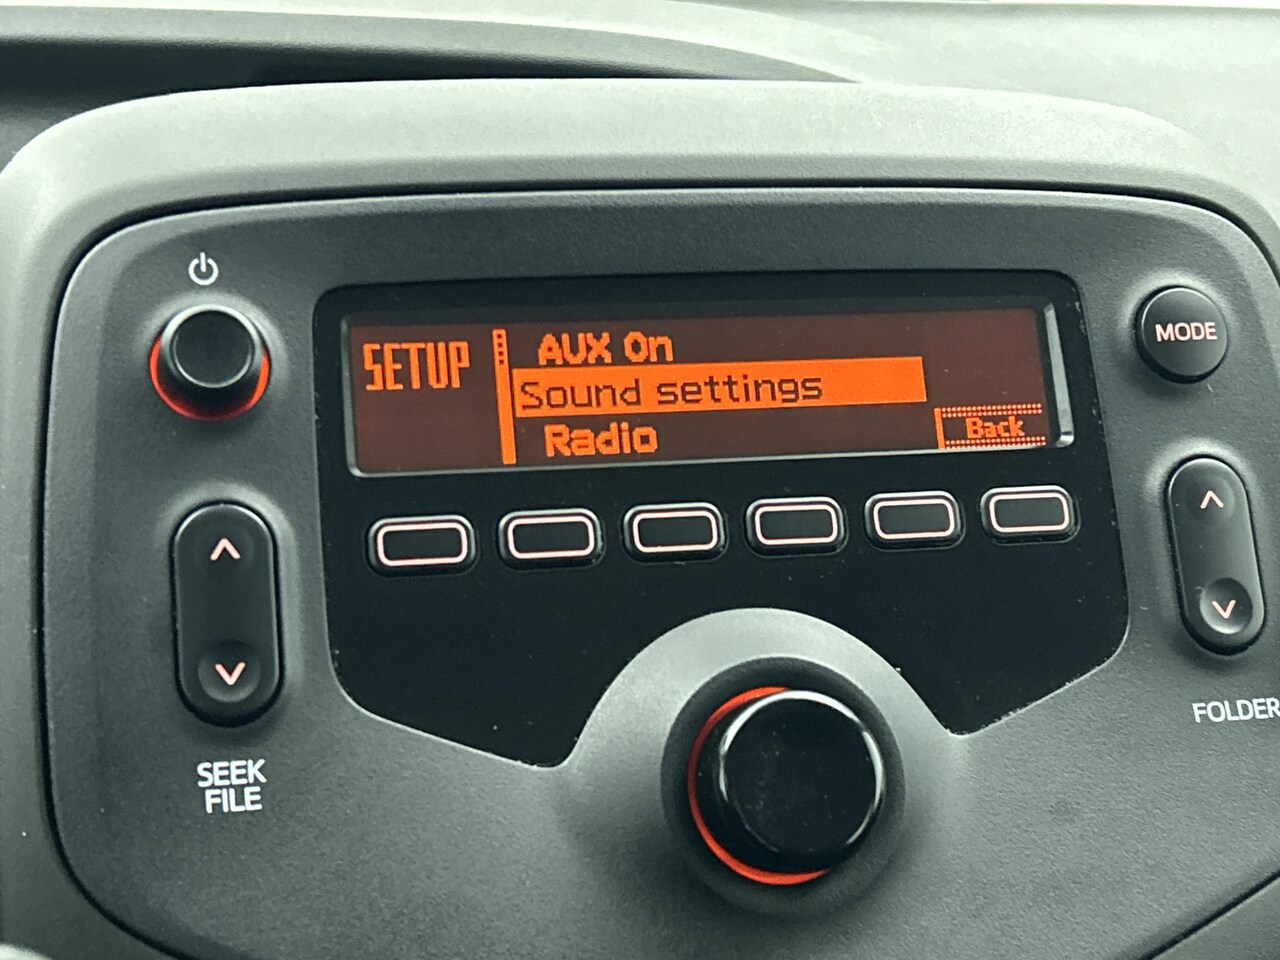 SETUP
AUX On
Sound settings
Radio
Back
MODE
SEEK
FILE
FOLDER